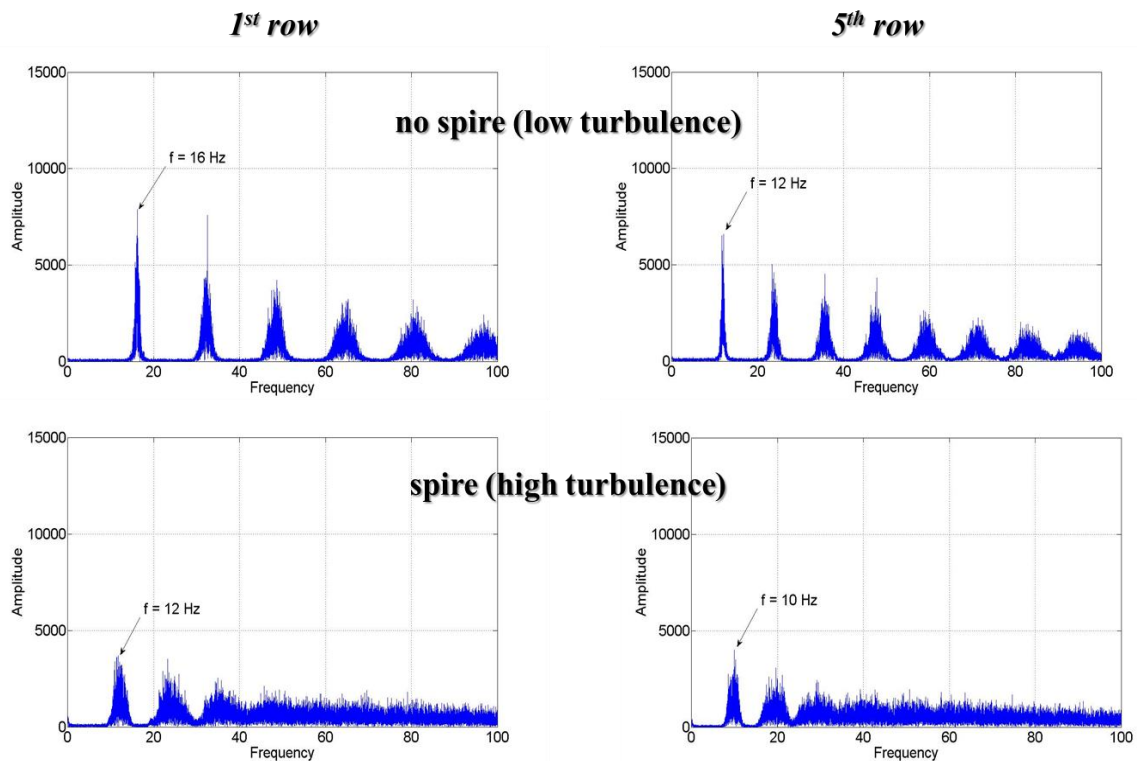 1st row
5th row
no spire (low turbulence)
15000
10000
5000
0
Amplitude
f = 16 Hz
0 20 40 60 80 100
Frequency
15000
10000
5000
0
Amplitude
f = 12 Hz
0 20 40 60 80 100
Frequency
spire (high turbulence)
15000
10000
5000
0
Amplitude
f = 12 Hz
0 20 40 60 80 100
Frequency
15000
10000
5000
0
Amplitude
f = 10 Hz
0 20 40 60 80 100
Frequency